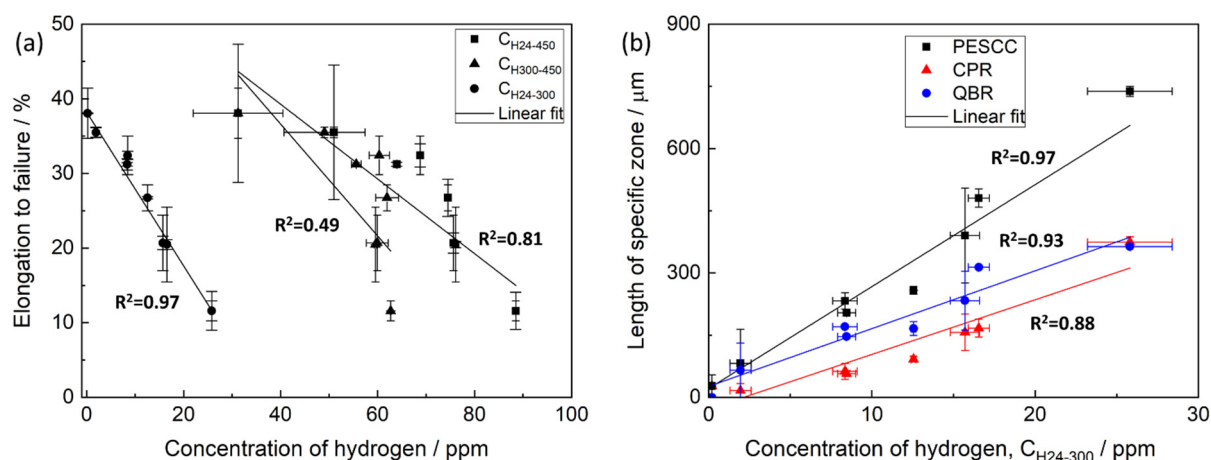 (a)
50
40
30
20
10
0
Elongation to failure / %
C_H24-450
C_H300-450
C_H24-300
Linear fit
R²=0.49
R²=0.81
R²=0.97
0 20 40 60 80 100
Concentration of hydrogen / ppm
(b)
900
600
300
0
Length of specific zone / μm
PESCC
CPR
QBR
Linear fit
R²=0.97
R²=0.93
R²=0.88
0 10 20 30
Concentration of hydrogen, C_H24-300 / ppm